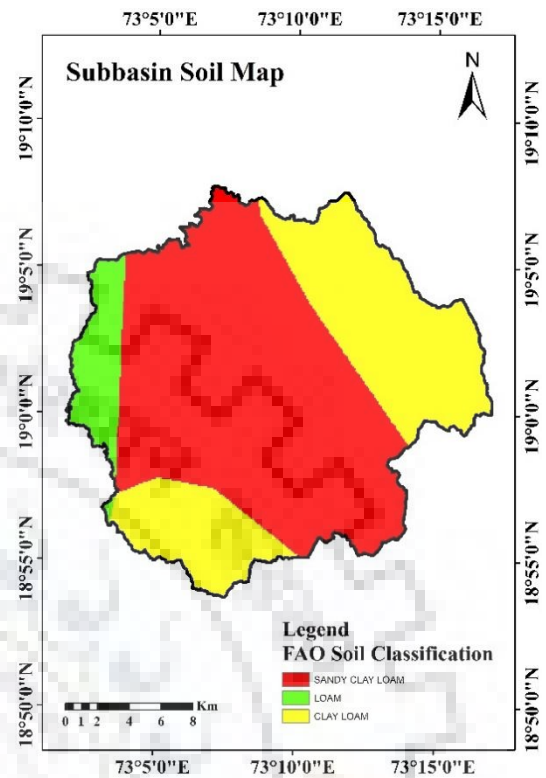 73°5'0"E 73°10'0"E 73°15'0"E
Subbasin Soil Map
N
19°10'0"N 19°10'0"N
19°5'0"N 19°5'0"N
19°0'0"N 19°0'0"N
18°55'0"N 18°55'0"N
Legend
FAO Soil Classification
SANDY CLAY LOAM
LOAM
CLAY LOAM
Km
0 1 2 4 6 8
18°50'0"N 18°50'0"N
73°5'0"E 73°10'0"E 73°15'0"E